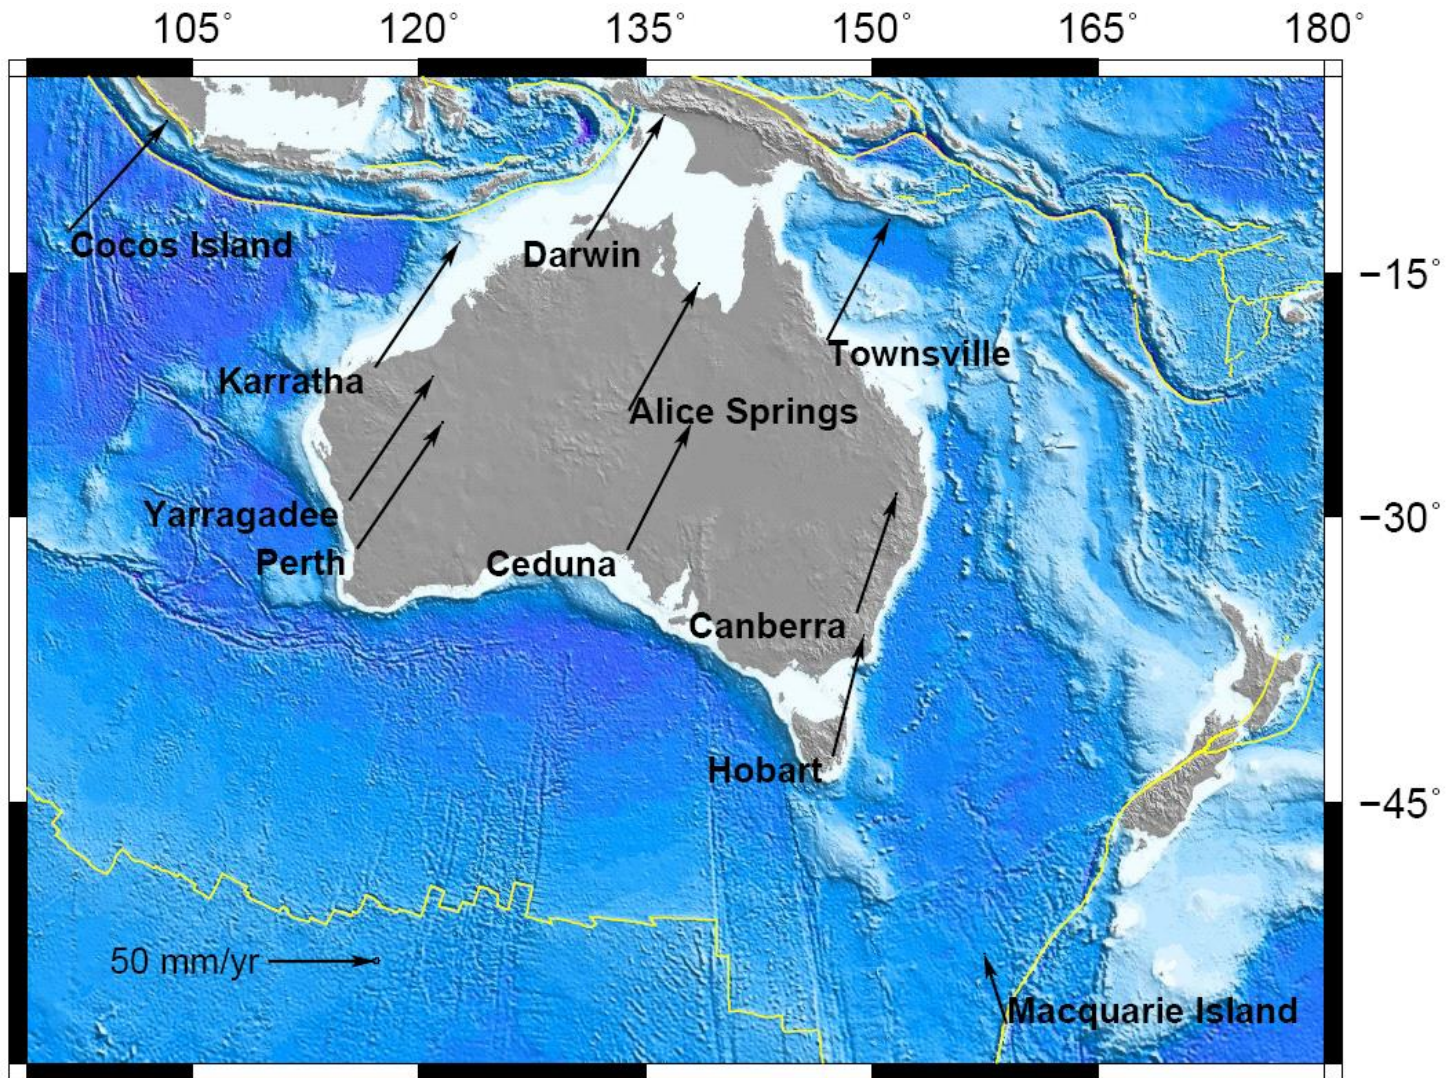 105° 120° 135° 150° 165° 180°
Cocos Island
Darwin
−15°
Townsville
Karratha
Alice Springs
Yarragadee
−30°
Perth
Ceduna
Canberra
Hobart
−45°
50 mm/yr
Macquarie Island